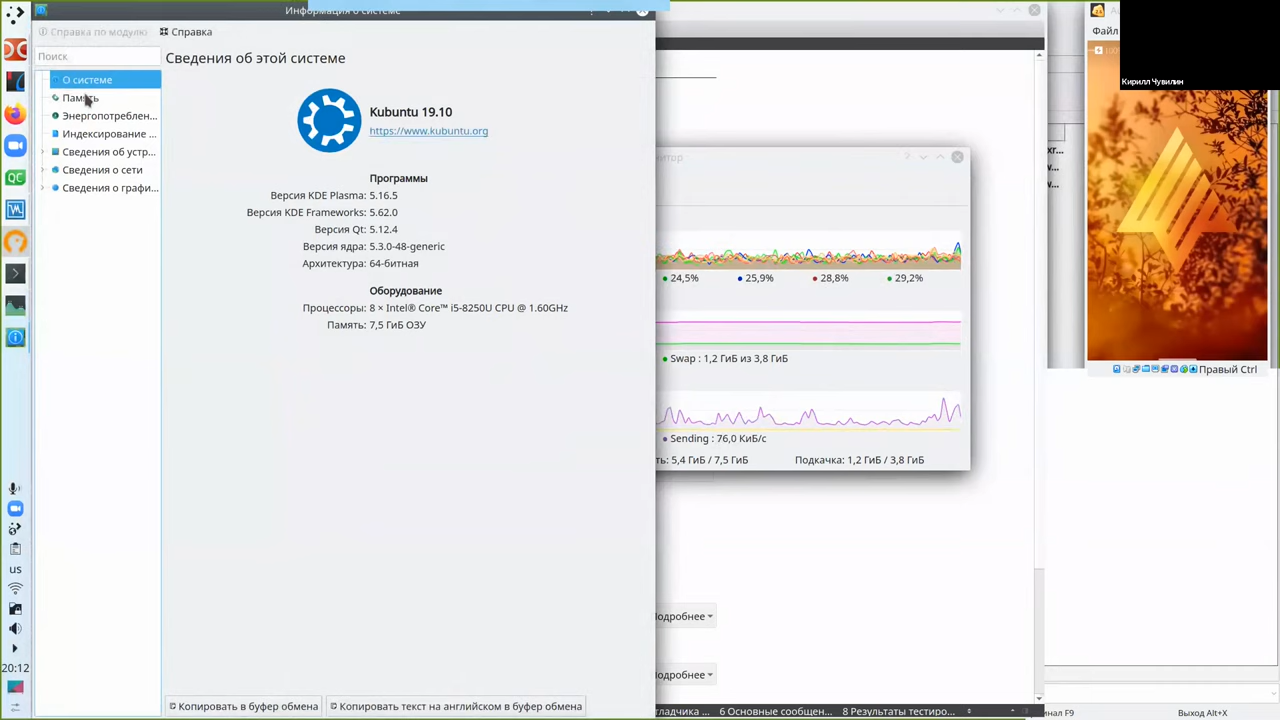 Информация о системе
Справка по модулю
Справка
Поиск
О системе
Память
Энергопотреблен...
Индексирование ...
Сведения об устр...
Сведения о сети
Сведения о графи...
Сведения об этой системе
Kubuntu 19.10
https://www.kubuntu.org
Программы
Версия KDE Plasma: 5.16.5
Версия KDE Frameworks: 5.62.0
Версия Qt: 5.12.4
Версия ядра: 5.3.0-48-generic
Архитектура: 64-битная
Оборудование
Процессоры: 8 × Intel® Core™ i5-8250U CPU @ 1.60GHz
Память: 7,5 ГиБ ОЗУ
Копировать в буфер обмена
Копировать текст на английском в буфер обмена
24,5%
25,9%
28,8%
29,2%
Swap : 1,2 ГиБ из 3,8 ГиБ
Sending : 76,0 КиБ/с
ть: 5,4 ГиБ / 7,5 ГиБ
Подкачка: 1,2 ГиБ / 3,8 ГиБ
Подробнее
Подробнее
6 Основные сообщен...
8 Результаты тестиро...
Файл
Кирилл Чувилин
Правый Ctrl
Выход Alt+X
QC
us
20:12